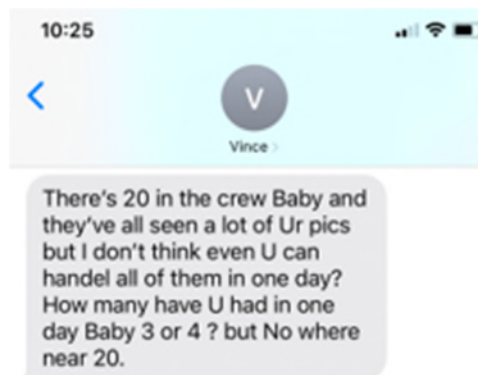 10:25
V
Vince
There's 20 in the crew Baby and
they've all seen a lot of Ur pics
but I don't think even U can
handel all of them in one day?
How many have U had in one
day Baby 3 or 4 ? but No where
near 20.